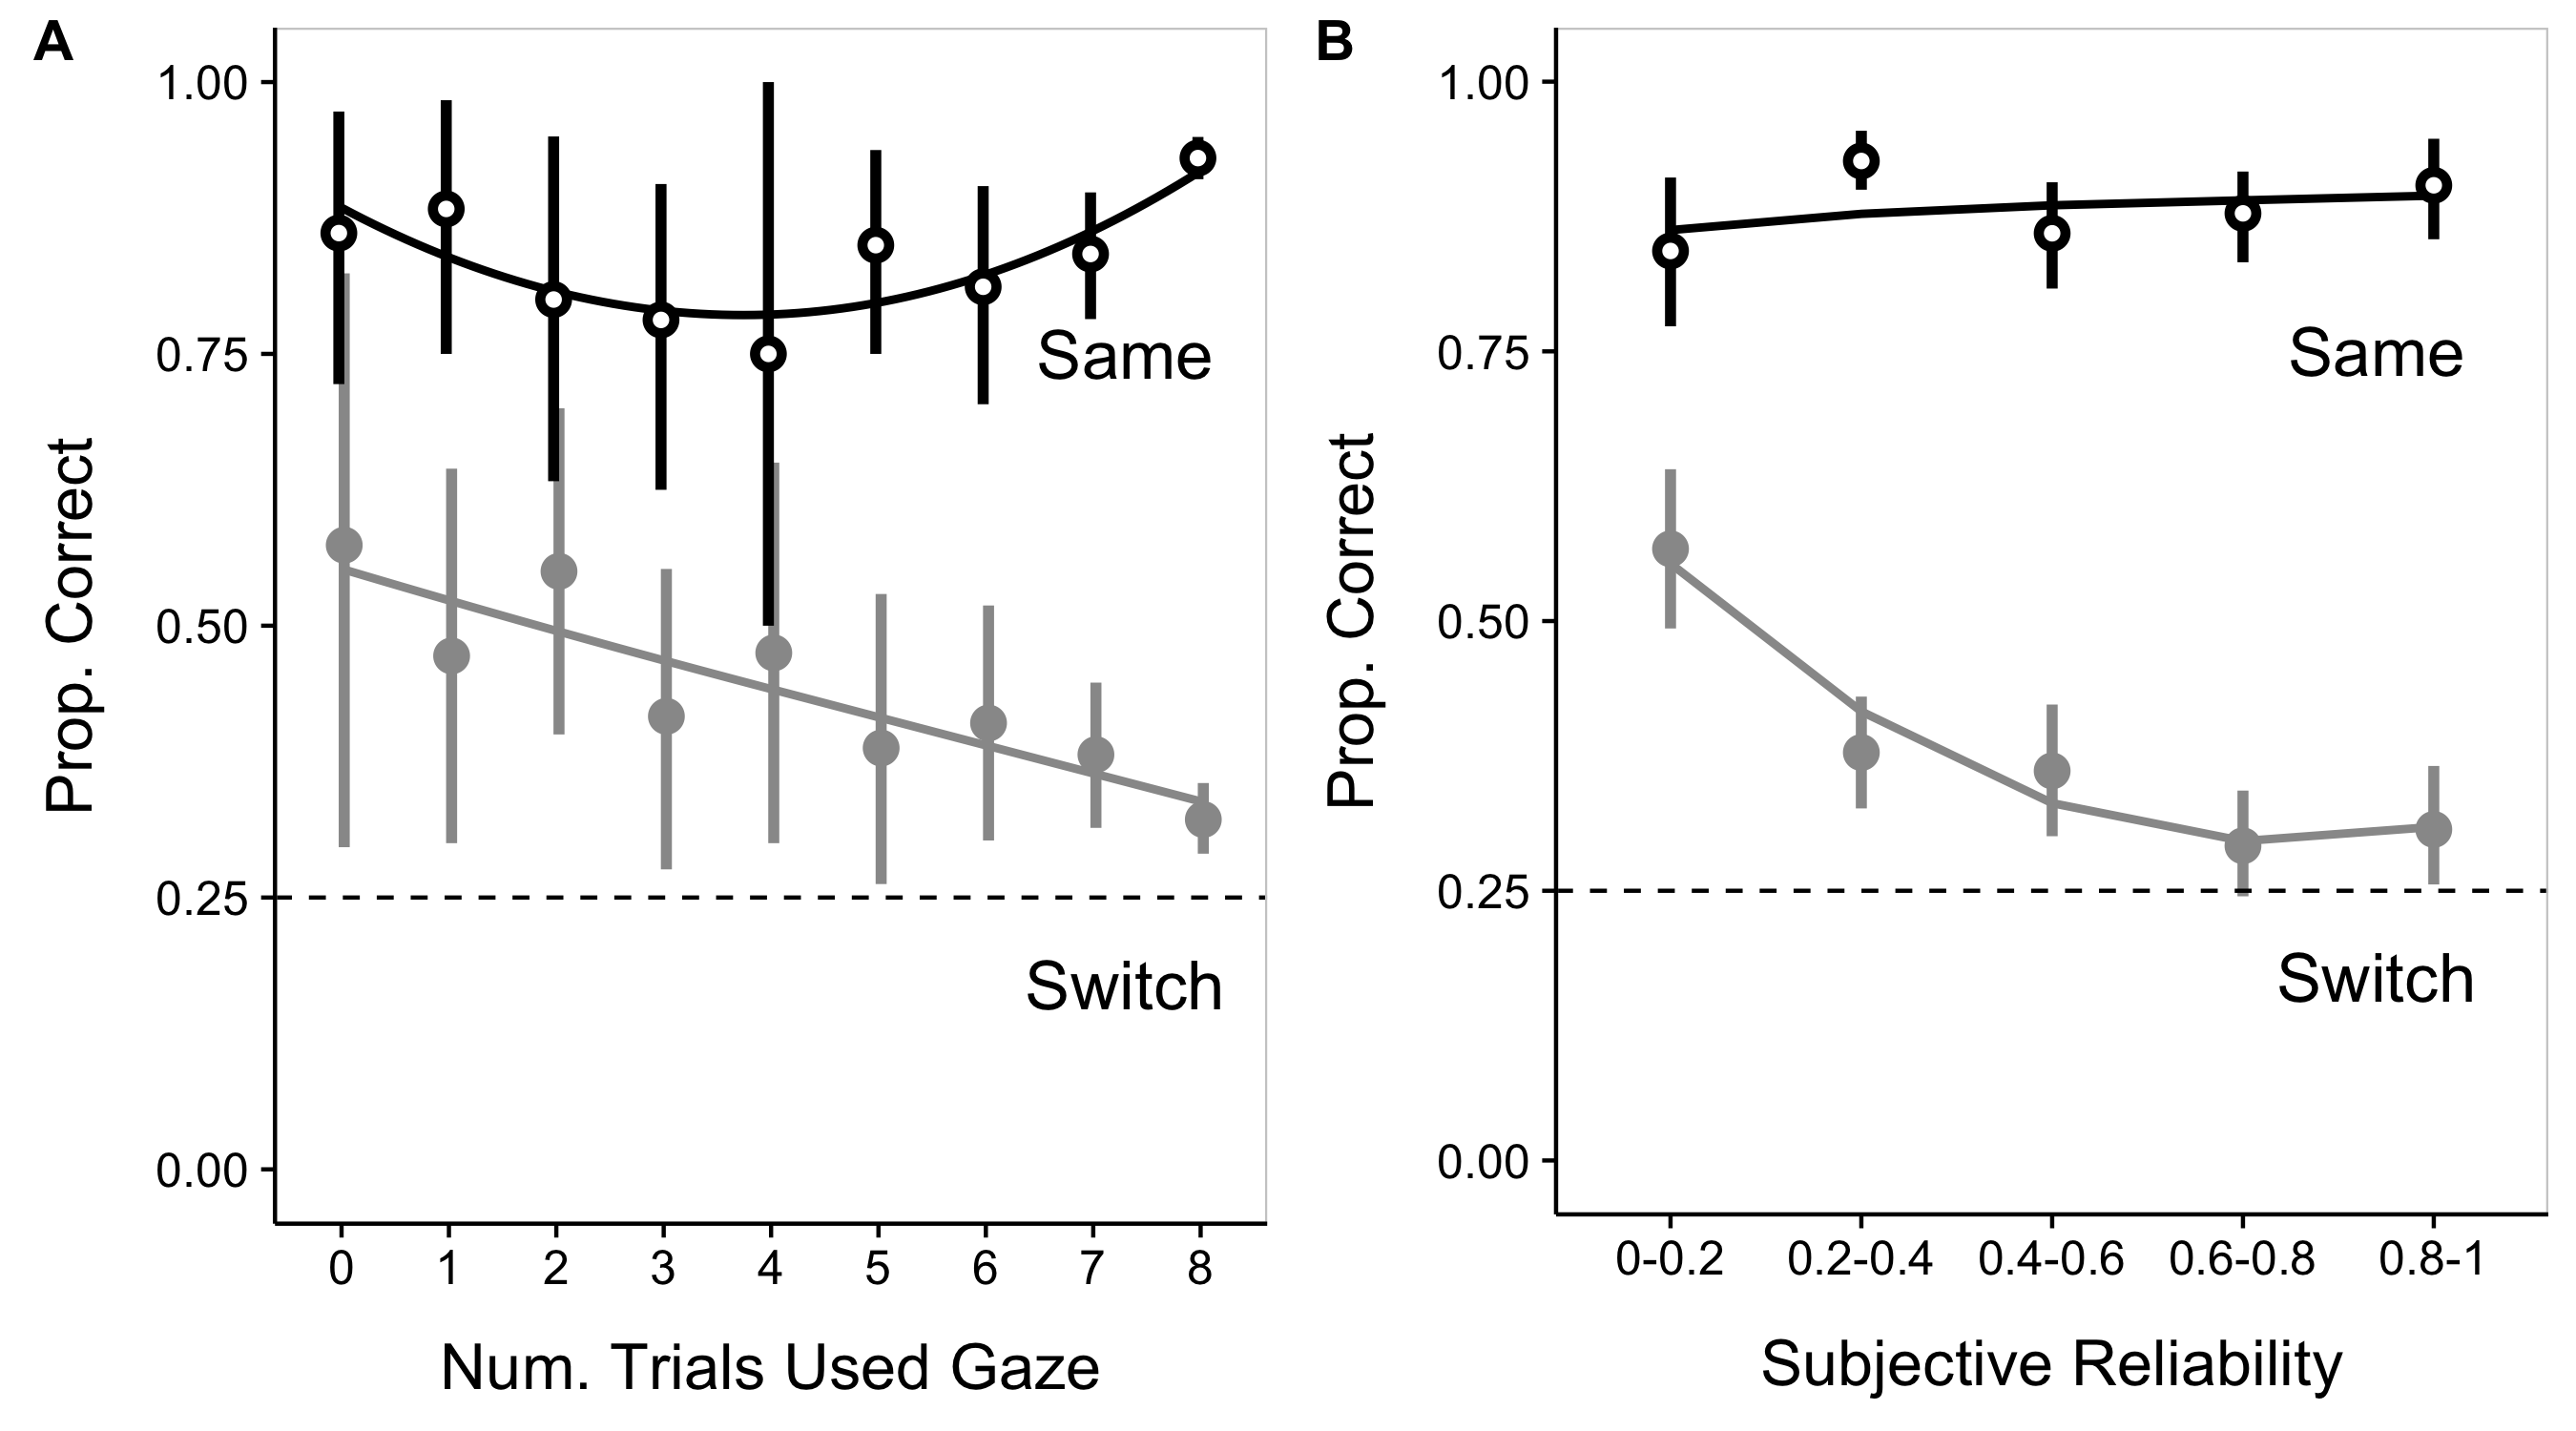 A
Prop. Correct
1.00
0.75
0.50
0.25
0.00
Same
Switch
0 1 2 3 4 5 6 7 8
Num. Trials Used Gaze
B
Prop. Correct
1.00
0.75
0.50
0.25
0.00
Same
Switch
0-0.2 0.2-0.4 0.4-0.6 0.6-0.8 0.8-1
Subjective Reliability